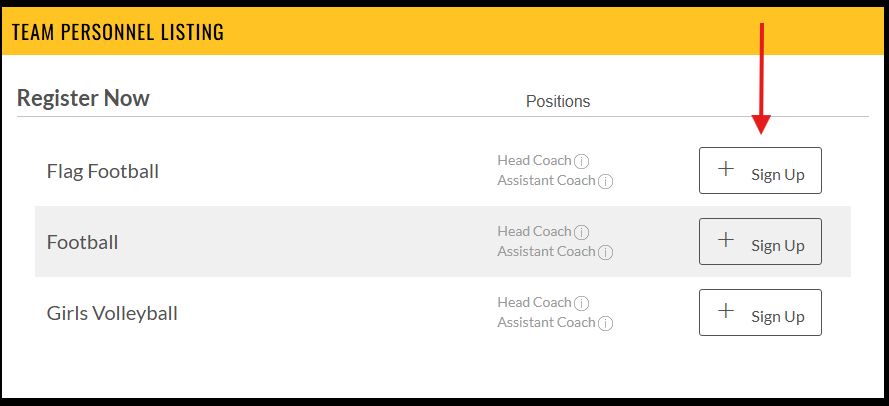 TEAM PERSONNEL LISTING
Register Now Positions
Flag Football
Head Coach
Assistant Coach
+ Sign Up
Football
Head Coach
Assistant Coach
+ Sign Up
Girls Volleyball
Head Coach
Assistant Coach
+ Sign Up